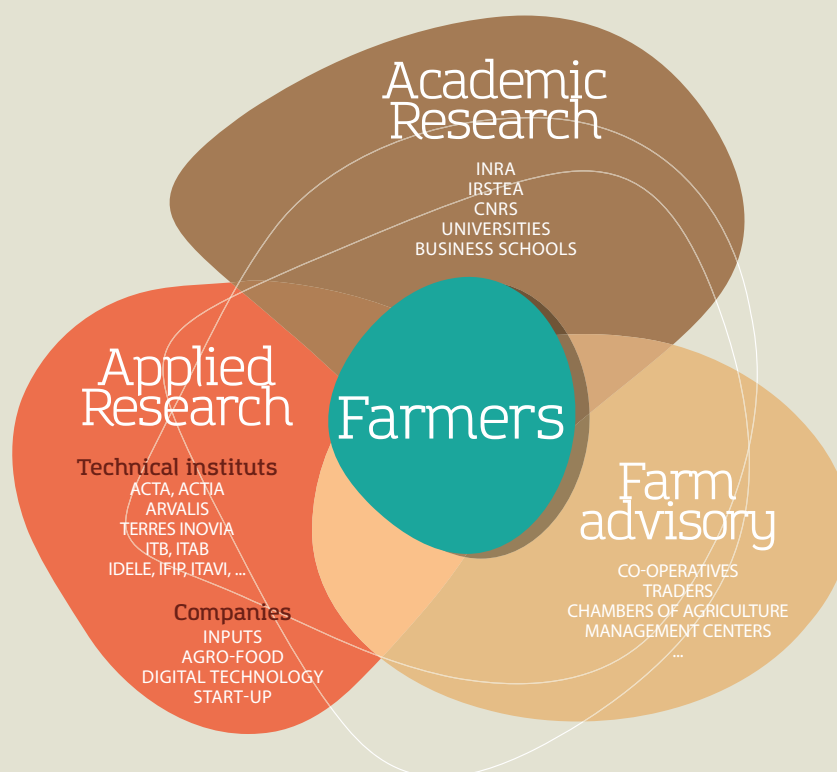 Academic
Research
INRA
IRSTEA
CNRS
UNIVERSITIES
BUSINESS SCHOOLS
Applied
Research
Technical instituts
ACTA, ACTIA
ARVALIS
TERRES INOVIA
ITB, ITAB
IDELE, IFIP, ITAVI, ...
Companies
INPUTS
AGRO-FOOD
DIGITAL TECHNOLOGY
START-UP
Farmers
Farm
advisory
CO-OPERATIVES
TRADERS
CHAMBERS OF AGRICULTURE
MANAGEMENT CENTERS
...